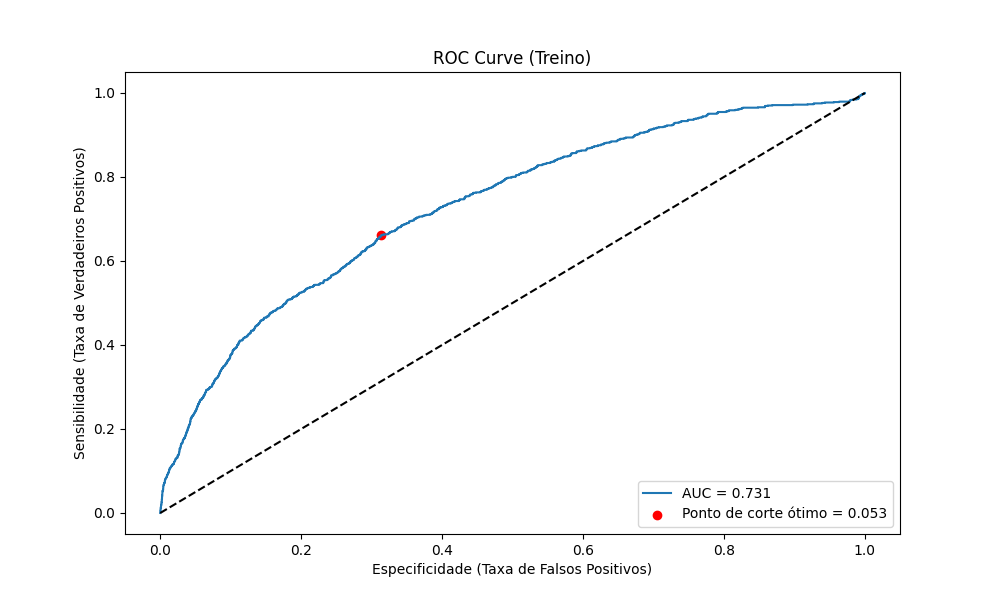 ROC Curve (Treino)
Sensibilidade (Taxa de Verdadeiros Positivos)
1.0
0.8
0.6
0.4
0.2
0.0
AUC = 0.731
Ponto de corte ótimo = 0.053
0.0 0.2 0.4 0.6 0.8 1.0
Especificidade (Taxa de Falsos Positivos)